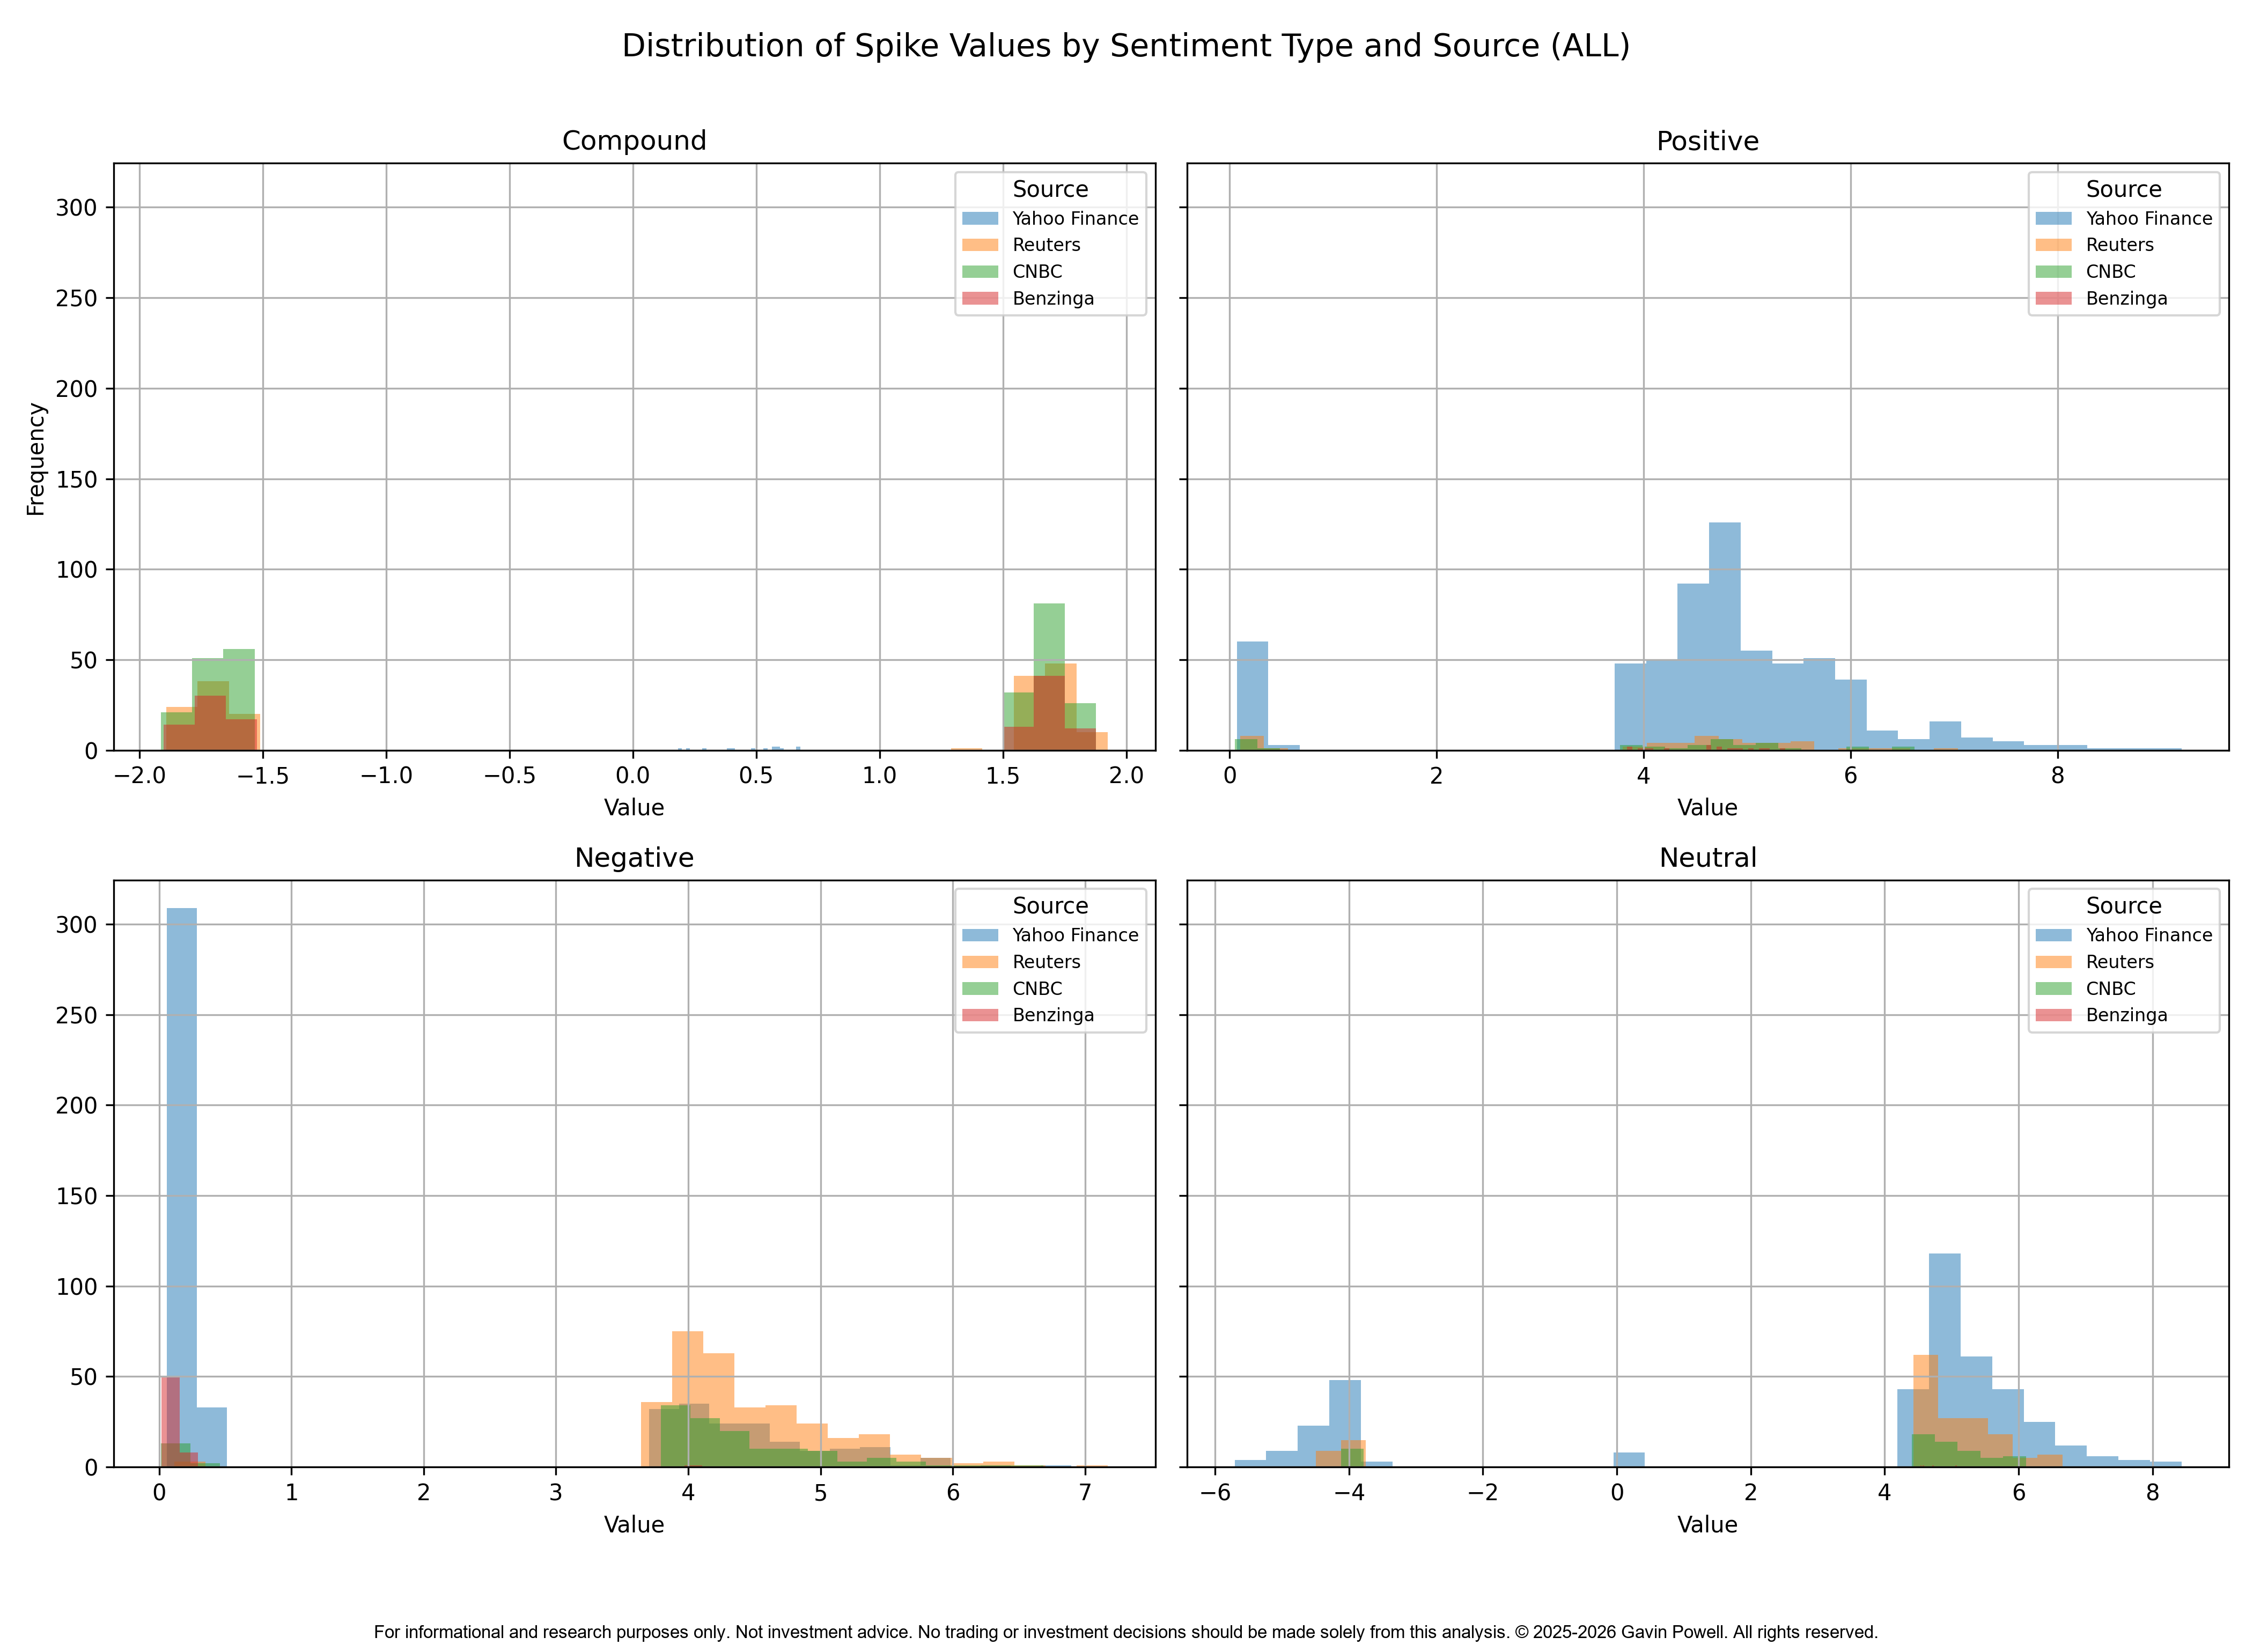 Distribution of Spike Values by Sentiment Type and Source (ALL)
Compound
Source
Yahoo Finance
Reuters
CNBC
Benzinga
300
250
200
150
100
50
0
Frequency
−2.0 −1.5 −1.0 −0.5 0.0 0.5 1.0 1.5 2.0
Value
Positive
Source
Yahoo Finance
Reuters
CNBC
Benzinga
0 2 4 6 8
Value
Negative
Source
Yahoo Finance
Reuters
CNBC
Benzinga
300
250
200
150
100
50
0
0 1 2 3 4 5 6 7
Value
Neutral
Source
Yahoo Finance
Reuters
CNBC
Benzinga
−6 −4 −2 0 2 4 6 8
Value
For informational and research purposes only. Not investment advice. No trading or investment decisions should be made solely from this analysis. © 2025-2026 Gavin Powell. All rights reserved.